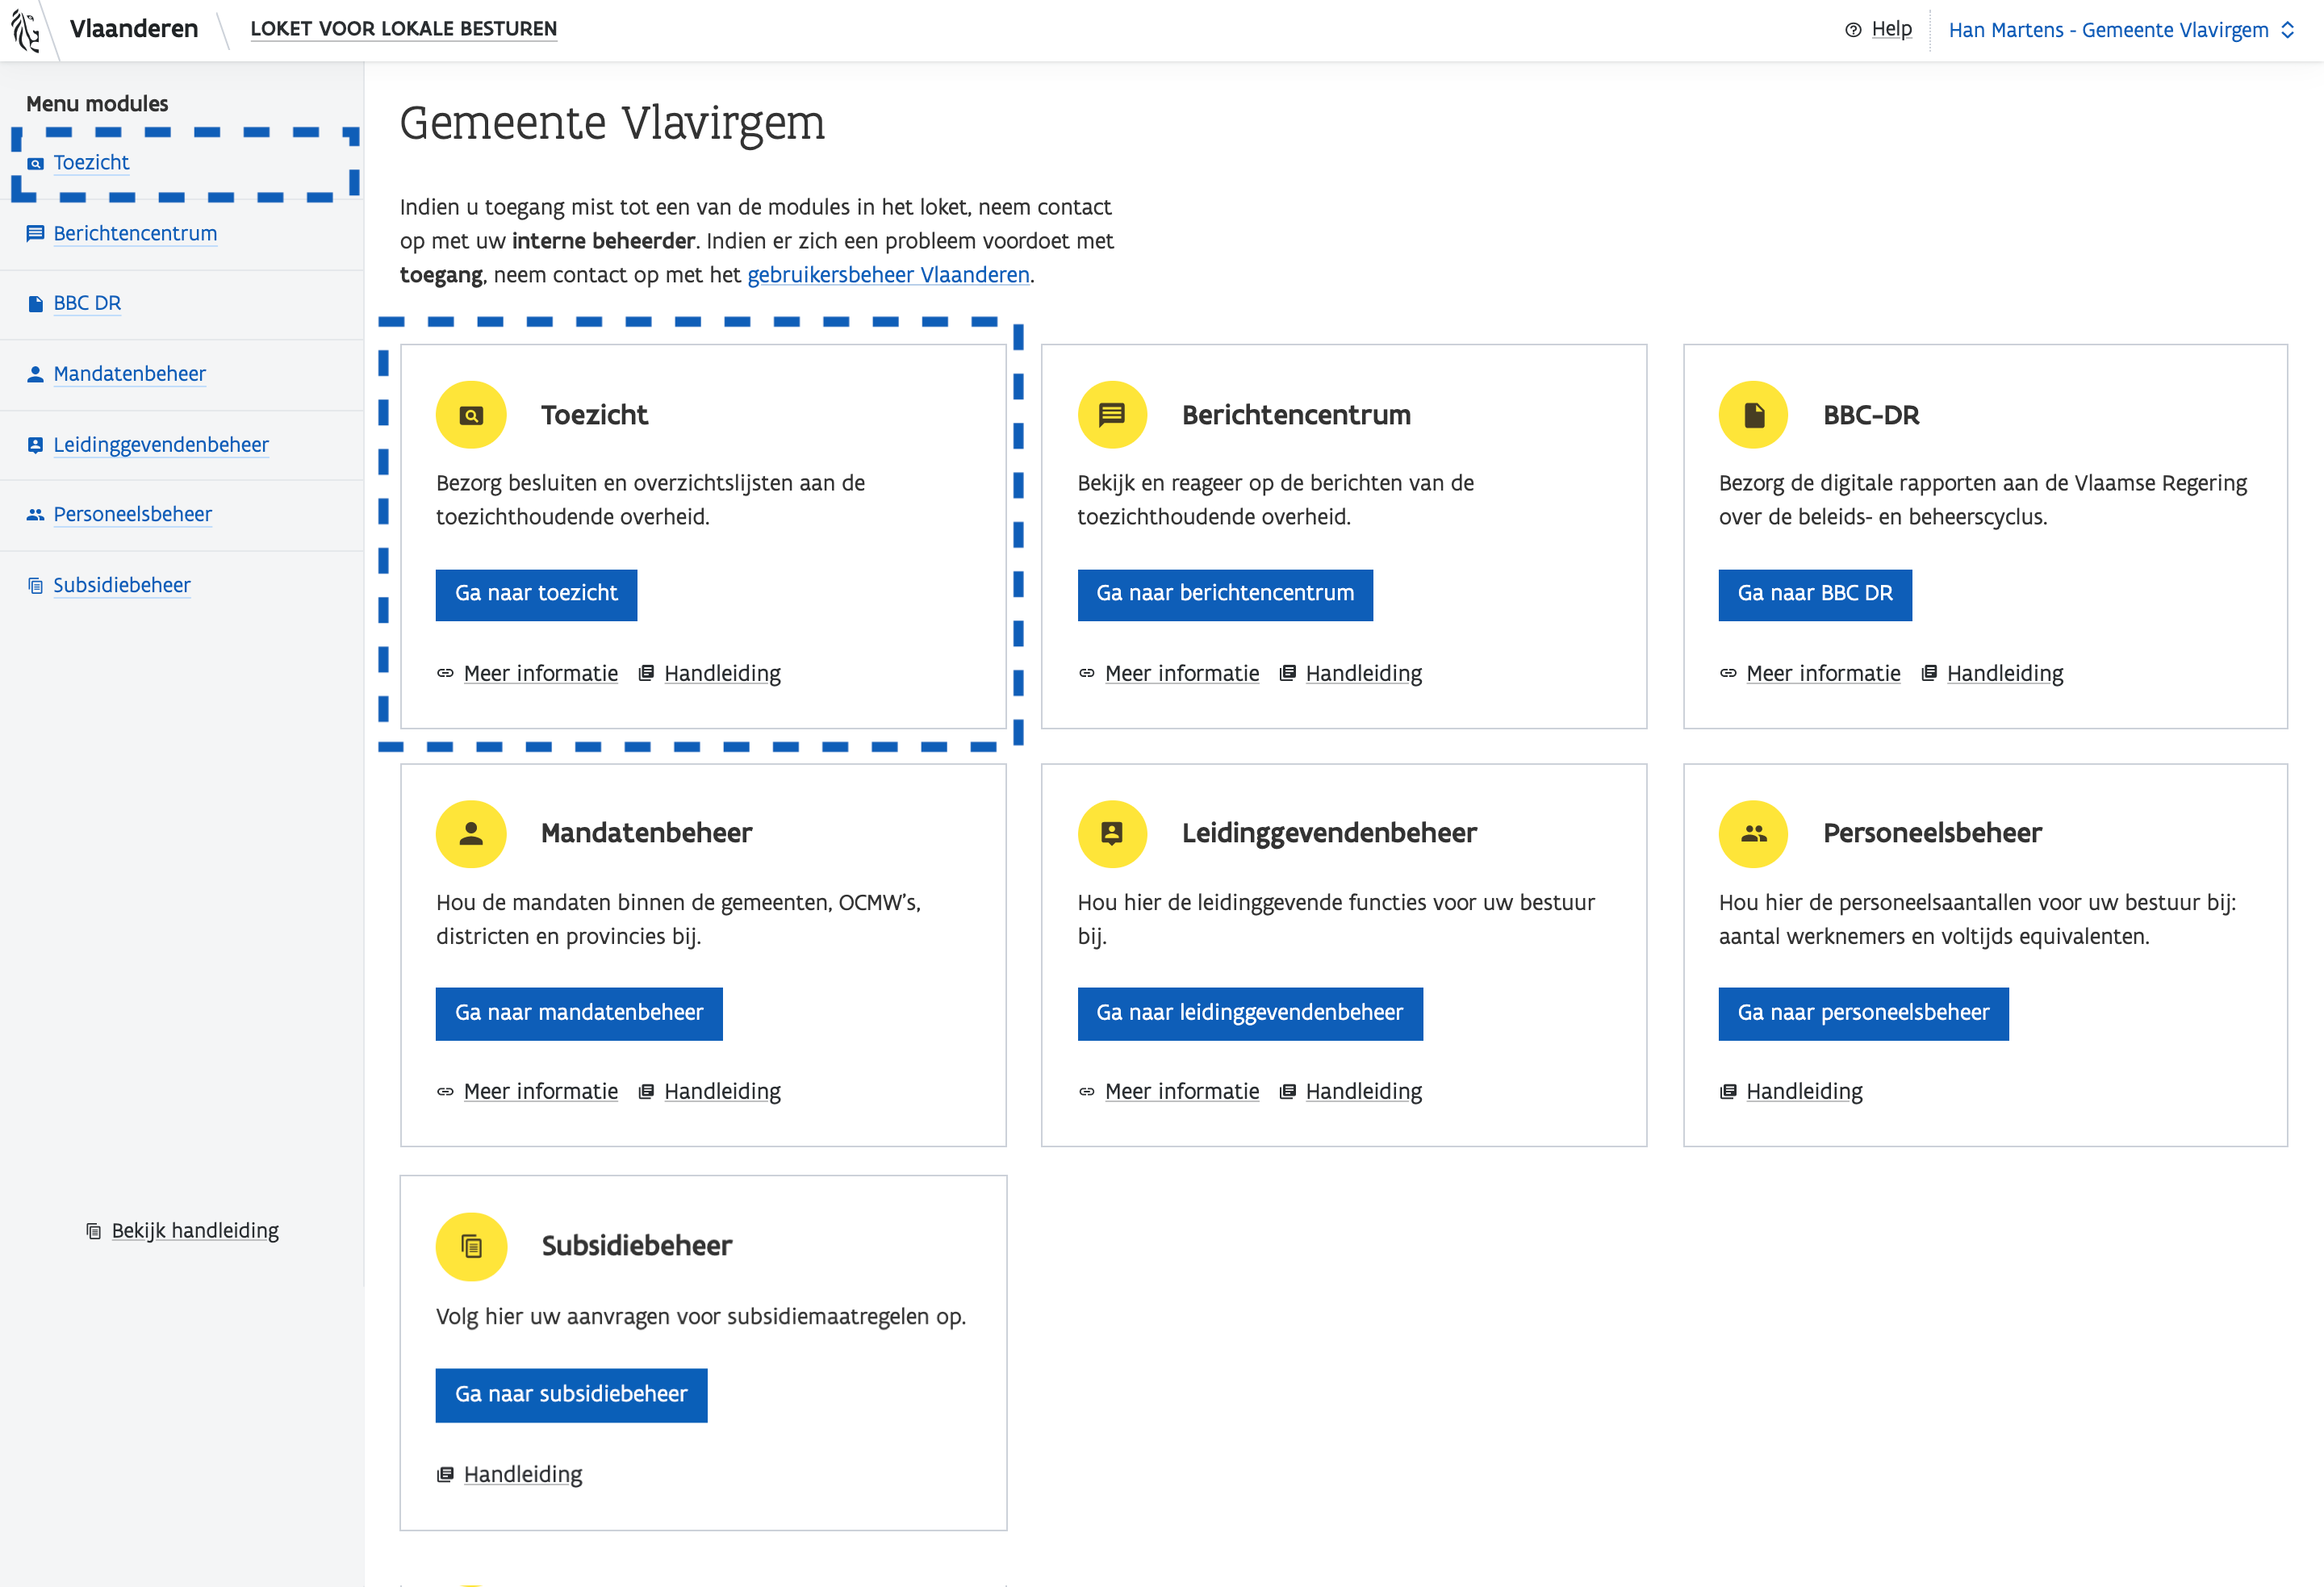 Vlaanderen
LOKET VOOR LOKALE BESTUREN
Help
Han Martens - Gemeente Vlavirgem
Menu modules
Toezicht
Berichtencentrum
BBC DR
Mandatenbeheer
Leidinggevendenbeheer
Personeelsbeheer
Subsidiebeheer
Bekijk handleiding
Gemeente Vlavirgem
Indien u toegang mist tot een van de modules in het loket, neem contact
op met uw interne beheerder. Indien er zich een probleem voordoet met
toegang, neem contact op met het gebruikersbeheer Vlaanderen.
Toezicht
Bezorg besluiten en overzichtslijsten aan de
toezichthoudende overheid.
Ga naar toezicht
Meer informatie Handleiding
Berichtencentrum
Bekijk en reageer op de berichten van de
toezichthoudende overheid.
Ga naar berichtencentrum
Meer informatie Handleiding
BBC-DR
Bezorg de digitale rapporten aan de Vlaamse Regering
over de beleids- en beheerscyclus.
Ga naar BBC DR
Meer informatie Handleiding
Mandatenbeheer
Hou de mandaten binnen de gemeenten, OCMW's,
districten en provincies bij.
Ga naar mandatenbeheer
Meer informatie Handleiding
Leidinggevendenbeheer
Hou hier de leidinggevende functies voor uw bestuur
bij.
Ga naar leidinggevendenbeheer
Meer informatie Handleiding
Personeelsbeheer
Hou hier de personeelsaantallen voor uw bestuur bij:
aantal werknemers en voltijds equivalenten.
Ga naar personeelsbeheer
Handleiding
Subsidiebeheer
Volg hier uw aanvragen voor subsidiemaatregelen op.
Ga naar subsidiebeheer
Handleiding